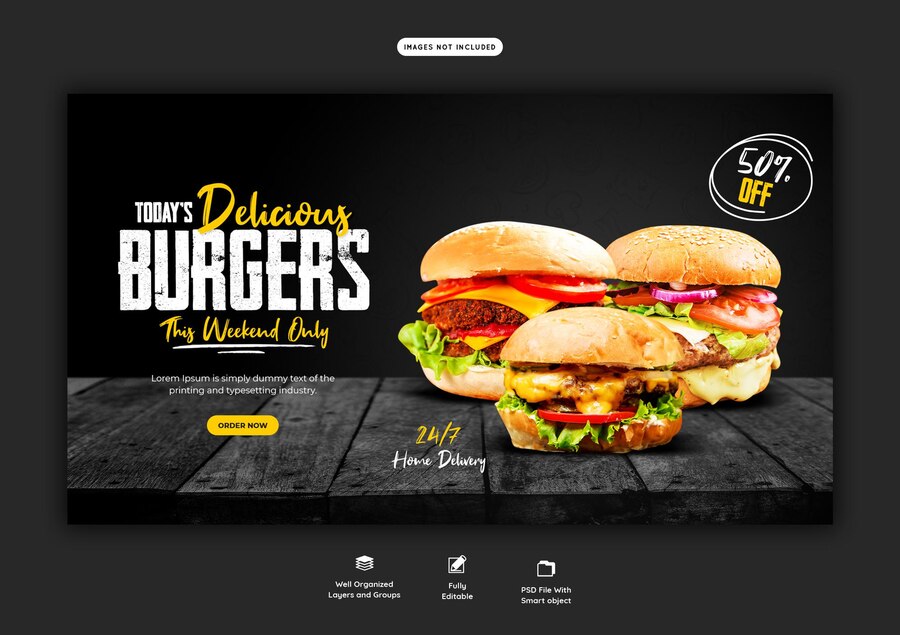 IMAGES NOT INCLUDED
50%
OFF
TODAY'S Delicious
BURGERS
This Weekend Only
Lorem Ipsum is simply dummy text of the
printing and typesetting industry.
ORDER NOW
24/7
Home Delivery
Well Organized
Layers and Groups
Fully
Editable
PSD File With
Smart object